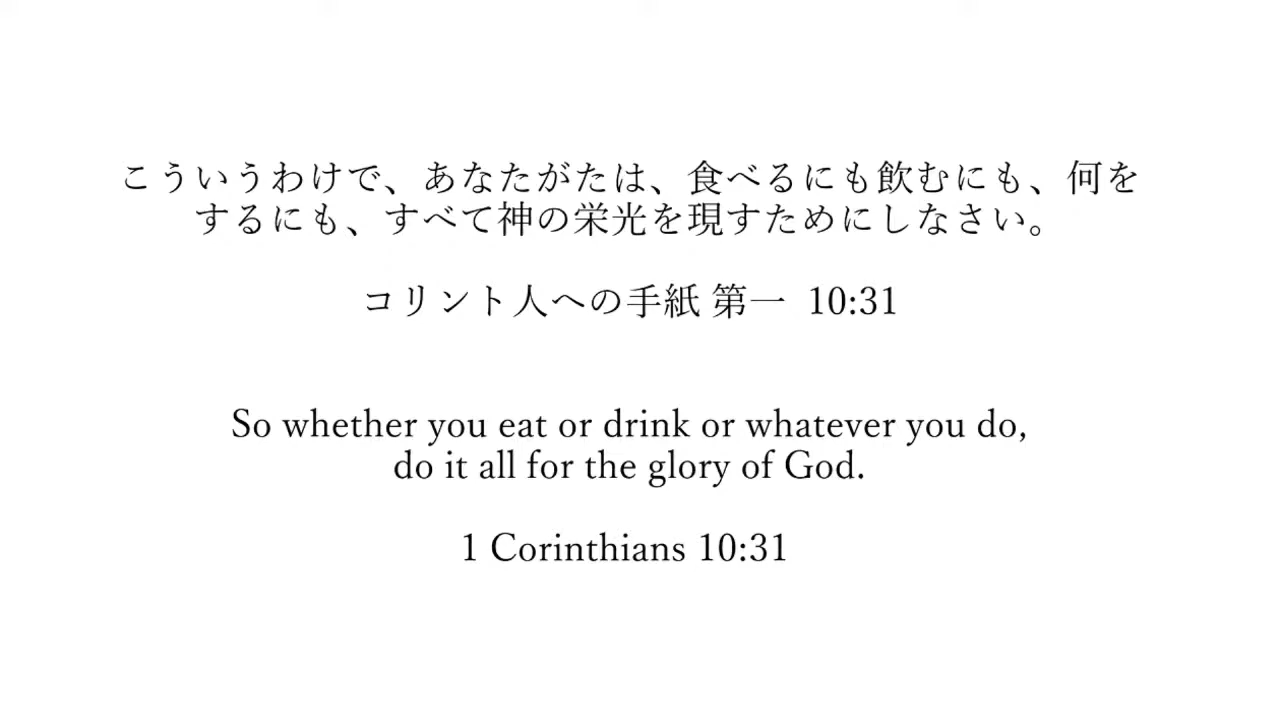 こういうわけで、あなたがたは、食べるにも飲むにも、何を
するにも、すべて神の栄光を現すためにしなさい。
コリント人への手紙 第一 10:31
So whether you eat or drink or whatever you do,
do it all for the glory of God.
1 Corinthians 10:31